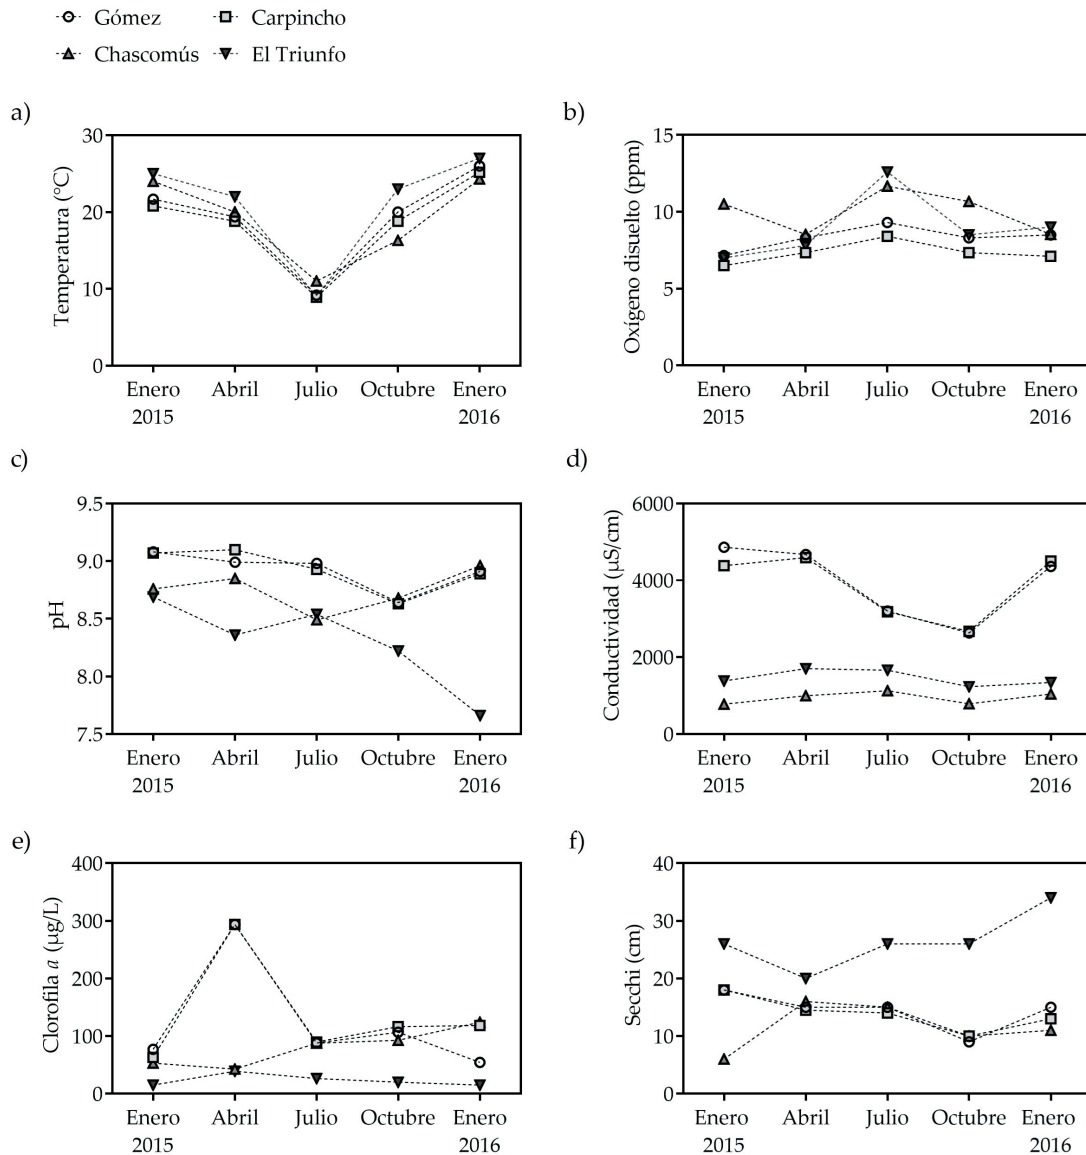 Gómez Carpincho
Chascomús El Triunfo
a)
Temperatura (°C)
30
20
10
0
Enero 2015 Abril Julio Octubre Enero 2016
b)
Oxígeno disuelto (ppm)
15
10
5
0
Enero 2015 Abril Julio Octubre Enero 2016
c)
pH
9.5
9.0
8.5
8.0
7.5
Enero 2015 Abril Julio Octubre Enero 2016
d)
Conductividad (µS/cm)
6000
4000
2000
0
Enero 2015 Abril Julio Octubre Enero 2016
e)
Clorofila a (µg/L)
400
300
200
100
0
Enero 2015 Abril Julio Octubre Enero 2016
f)
Secchi (cm)
40
30
20
10
0
Enero 2015 Abril Julio Octubre Enero 2016